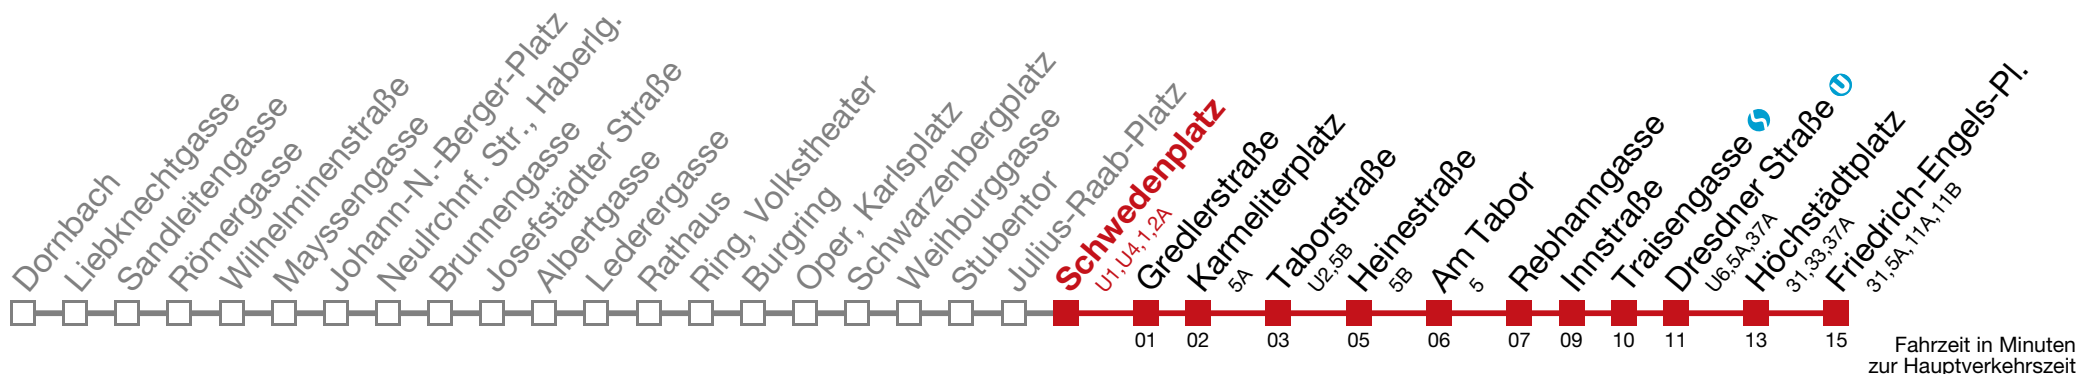 Dornbach
Liebknechtgasse
Sandleitengasse
Römergasse
Wilhelminenstraße
Mayssengasse
Johann-N.-Berger-Platz
Neulrchnf. Str., Haberlg.
Brunnengasse
Josefstädter Straße
Albertgasse
Lederergasse
Rathaus
Ring, Volkstheater
Burgring
Oper, Karlsplatz
Schwarzenbergplatz
Weihburggasse
Stubentor
Julius-Raab-Platz
Schwedenplatz
U1,U4,1,2A
Gredlerstraße
Karmeliterplatz
5A
Taborstraße
U2,5B
Heinestraße
5B
Am Tabor
5
Rebhanngasse
Innstraße
Traisengasse
Dresdner Straße U
U6,5A,37A
Höchstädtplatz
31,33,37A
Friedrich-Engels-Pl.
31,5A,11A,11B
01 02 03 05 06 07 09 10 11 13 15
Fahrzeit in Minuten
zur Hauptverkehrszeit